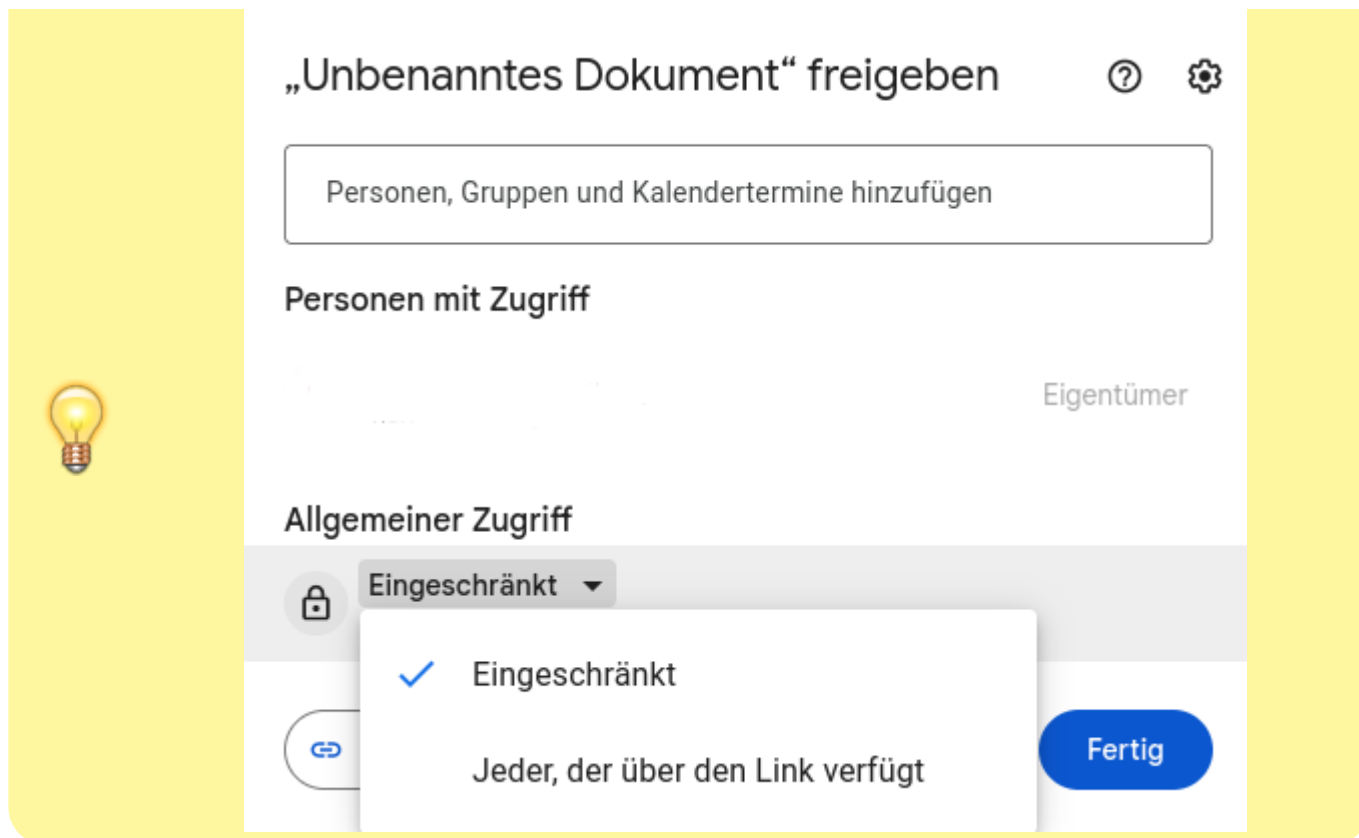 „Unbenanntes Dokument“ freigeben
Personen, Gruppen und Kalendertermine hinzufügen
Personen mit Zugriff
Eigentümer
Allgemeiner Zugriff
Eingeschränkt
Eingeschränkt
Jeder, der über den Link verfügt
Fertig